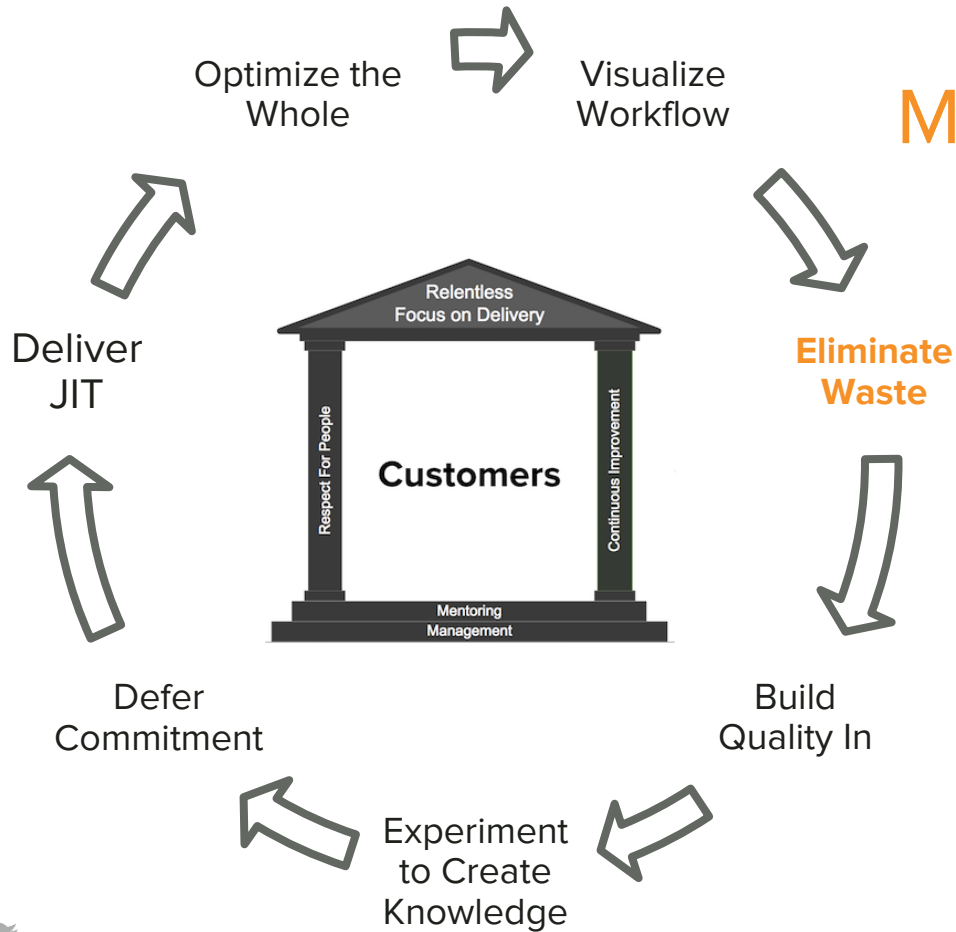 Optimize the
Whole
Visualize
Workflow
M
Eliminate
Waste
Build
Quality In
Experiment
to Create
Knowledge
Defer
Commitment
Deliver
JIT
Relentless
Focus on Delivery
Respect For People
Customers
Continuous Improvement
Mentoring
Management